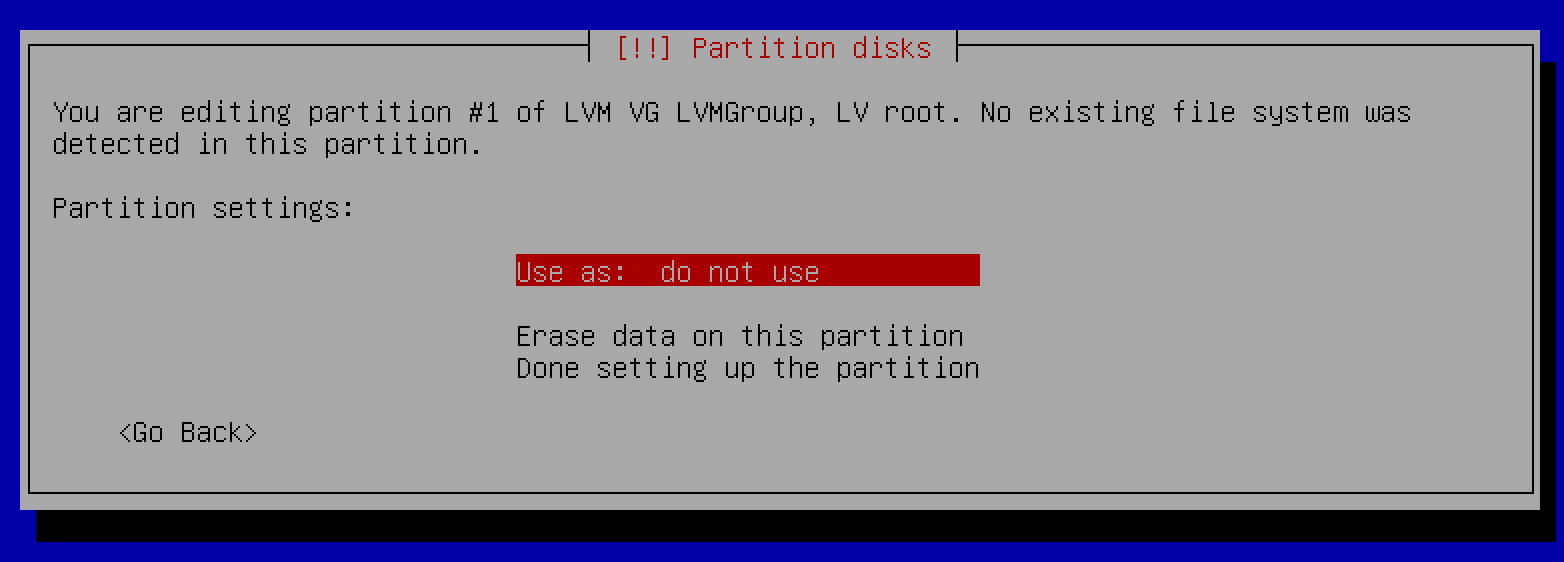 [!!] Partition disks
You are editing partition #1 of LVM VG LVMGroup, LV root. No existing file system was
detected in this partition.
Partition settings:
Use as:  do not use
Erase data on this partition
Done setting up the partition
<Go Back>